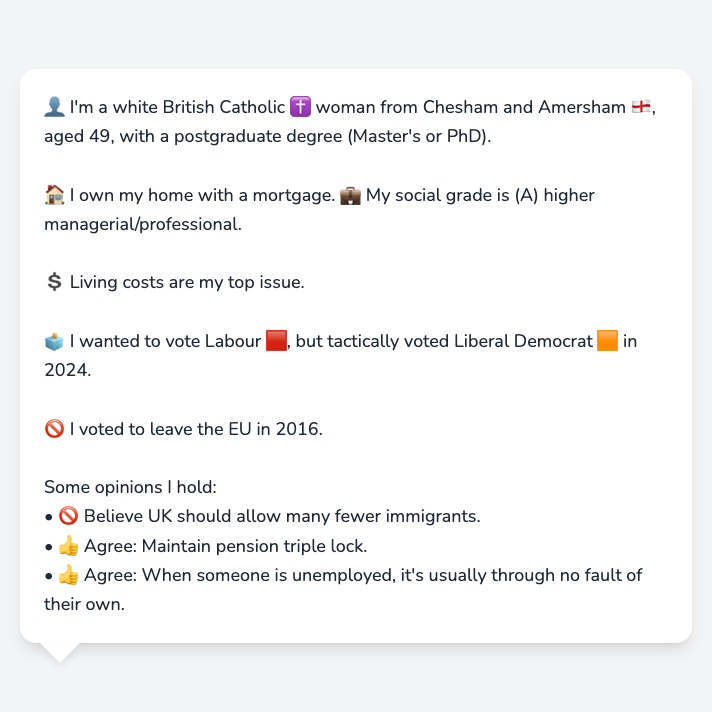 👤 I'm a white British Catholic ✝️ woman from Chesham and Amersham 🏴󠁧󠁢󠁥󠁮󠁧󠁿,
aged 49, with a postgraduate degree (Master's or PhD).
🏠 I own my home with a mortgage. 💼 My social grade is (A) higher
managerial/professional.
💲 Living costs are my top issue.
🗳️ I wanted to vote Labour 🟥, but tactically voted Liberal Democrat 🟧 in
2024.
🚫 I voted to leave the EU in 2016.
Some opinions I hold:
• 🚫 Believe UK should allow many fewer immigrants.
• 👍 Agree: Maintain pension triple lock.
• 👍 Agree: When someone is unemployed, it's usually through no fault of
their own.